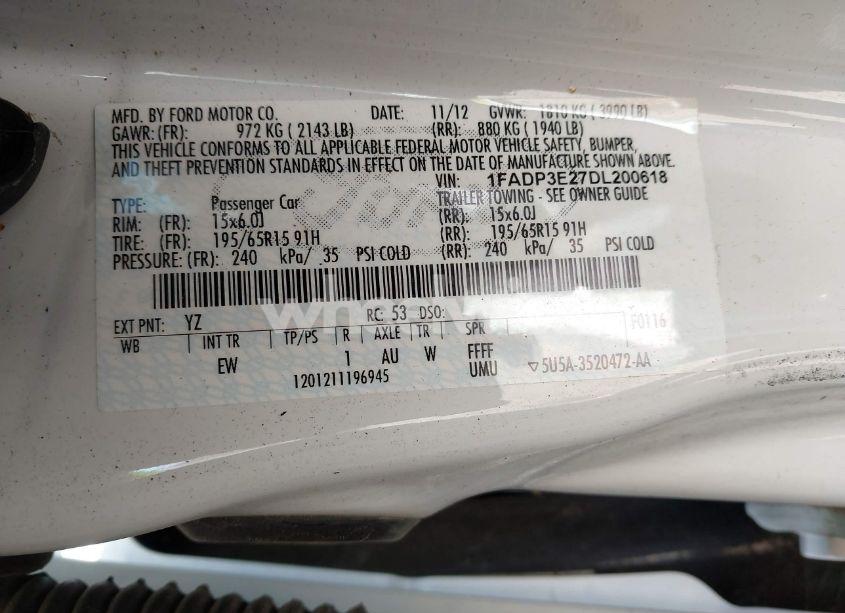 MFD. BY FORD MOTOR CO. DATE: 11/12 GVWR: 1810 KG ( 3990 LB)
GAWR: (FR): 972 KG ( 2143 LB) (RR): 880 KG ( 1940 LB)
THIS VEHICLE CONFORMS TO ALL APPLICABLE FEDERAL MOTOR VEHICLE SAFETY, BUMPER,
AND THEFT PREVENTION STANDARDS IN EFFECT ON THE DATE OF MANUFACTURE SHOWN ABOVE.
VIN: 1FADP3E27DL200618
TYPE: Passenger Car TRAILER TOWING - SEE OWNER GUIDE
RIM: (FR): 15x6.0J (RR): 15x6.0J
TIRE: (FR): 195/65R15 91H (RR): 195/65R15 91H
PRESSURE: (FR): 240 kPa/ 35 PSI COLD (RR): 240 kPa/ 35 PSI COLD
EXT PNT: YZ RC: 53 DSO: F0116
WB INT TR TP/PS R AXLE TR SPR
EW 1 AU W FFFF
UMU ▽5U5A-3520472-AA
1201211196945